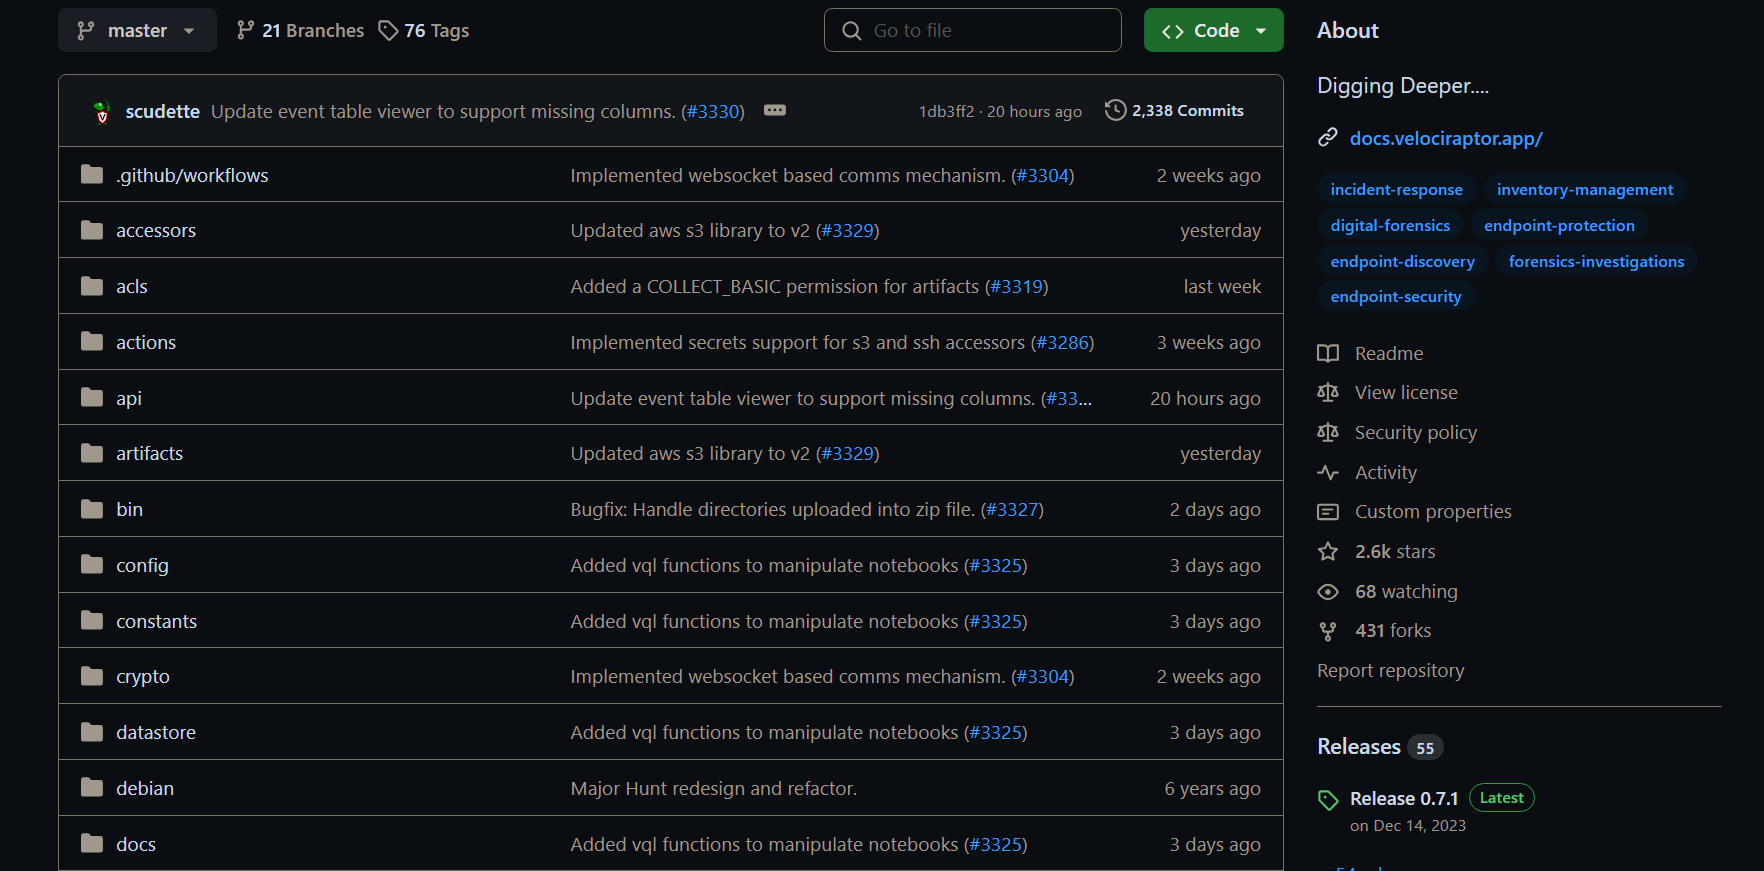 master 21 Branches 76 Tags Go to file Code
scudette Update event table viewer to support missing columns. (#3330) 1db3ff2 · 20 hours ago 2,338 Commits
.github/workflows Implemented websocket based comms mechanism. (#3304) 2 weeks ago
accessors Updated aws s3 library to v2 (#3329) yesterday
acls Added a COLLECT_BASIC permission for artifacts (#3319) last week
actions Implemented secrets support for s3 and ssh accessors (#3286) 3 weeks ago
api Update event table viewer to support missing columns. (#33... 20 hours ago
artifacts Updated aws s3 library to v2 (#3329) yesterday
bin Bugfix: Handle directories uploaded into zip file. (#3327) 2 days ago
config Added vql functions to manipulate notebooks (#3325) 3 days ago
constants Added vql functions to manipulate notebooks (#3325) 3 days ago
crypto Implemented websocket based comms mechanism. (#3304) 2 weeks ago
datastore Added vql functions to manipulate notebooks (#3325) 3 days ago
debian Major Hunt redesign and refactor. 6 years ago
docs Added vql functions to manipulate notebooks (#3325) 3 days ago
About
Digging Deeper....
docs.velociraptor.app/
incident-response inventory-management
digital-forensics endpoint-protection
endpoint-discovery forensics-investigations
endpoint-security
Readme
View license
Security policy
Activity
Custom properties
2.6k stars
68 watching
431 forks
Report repository
Releases 55
Release 0.7.1 Latest
on Dec 14, 2023